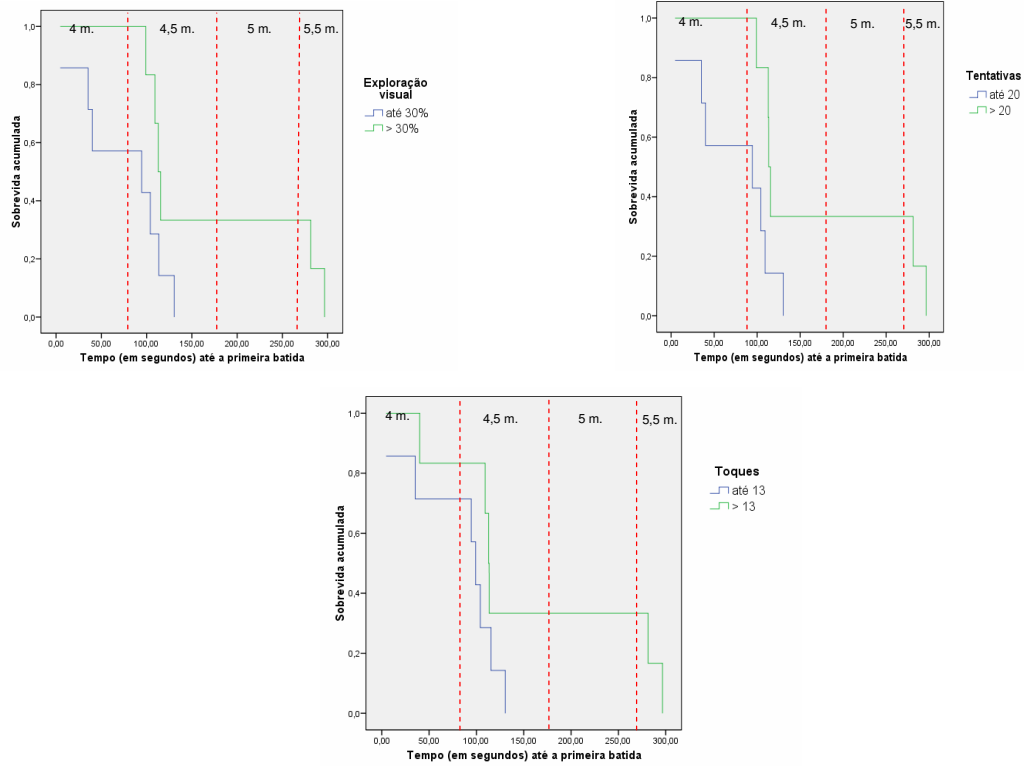 4 m. 4,5 m. 5 m. 5,5 m.
1,0
0,8
0,6
0,4
0,2
0,0
0,00 50,00 100,00 150,00 200,00 250,00 300,00
Sobrevida acumulada
Tempo (em segundos) até a primeira batida
Exploração
visual
até 30%
> 30%
4 m. 4,5 m. 5 m. 5,5 m.
1,0
0,8
0,6
0,4
0,2
0,0
0,00 50,00 100,00 150,00 200,00 250,00 300,00
Sobrevida acumulada
Tempo (em segundos) até a primeira batida
Tentativas
até 20
> 20
4 m. 4,5 m. 5 m. 5,5 m.
1,0
0,8
0,6
0,4
0,2
0,0
0,00 50,00 100,00 150,00 200,00 250,00 300,00
Sobrevida acumulada
Tempo (em segundos) até a primeira batida
Toques
até 13
> 13